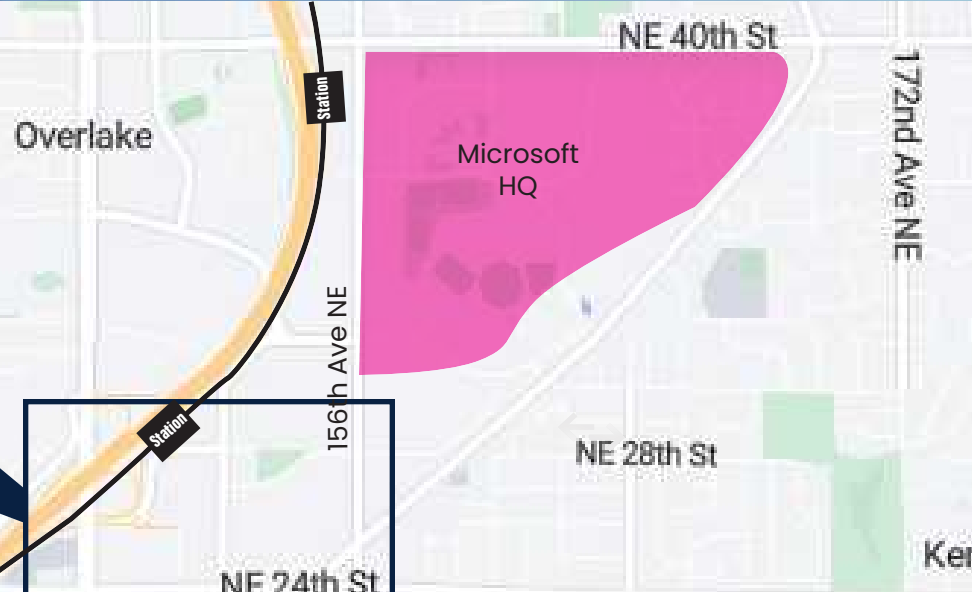 NE 40th St
Station
172nd Ave NE
Overlake
Microsoft
HQ
156th Ave NE
Station
NE 28th St
NE 24th St